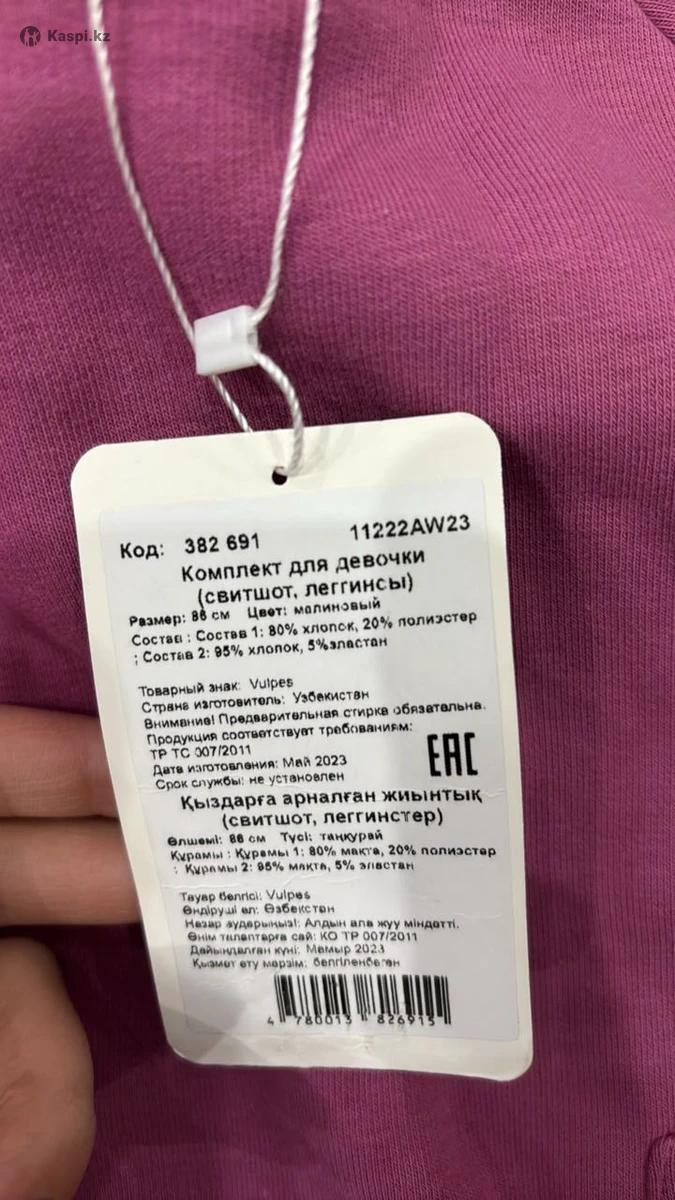 Kaspi.kz
Код: 382 691 11222AW23
Комплект для девочки
(свитшот, леггинсы)
Размер: 86 см Цвет: малиновый
Состав : Состав 1: 80% хлопок, 20% полиэстер
; Состав 2: 95% хлопок, 5%эластан
Товарный знак: Vulpes
Страна изготовитель: Узбекистан
Внимание! Предварительная стирка обязательна.
Продукция соответствует требованиям:
ТР ТС 007/2011
EAC
Дата изготовления: Май 2023
Срок службы: не установлен
Қыздарға арналған жиынтық
(свитшот, леггинстер)
Өлшемі: 86 см Түсі: таңқурай
Құрамы : Құрамы 1: 80% мақта, 20% полиэстер
; Құрамы 2: 95% мақта, 5% эластан
Тауар белгісі: Vulpes
Өндіруші ел: Өзбекстан
Назар аударыңыз!: Алдын ала жуу міндетті.
Өнім талаптарға сай: КО ТР 007/2011
Дайындалған күні: Мамыр 2023
Қызмет ету мерзім: белгіленбеген
4 780013 826915